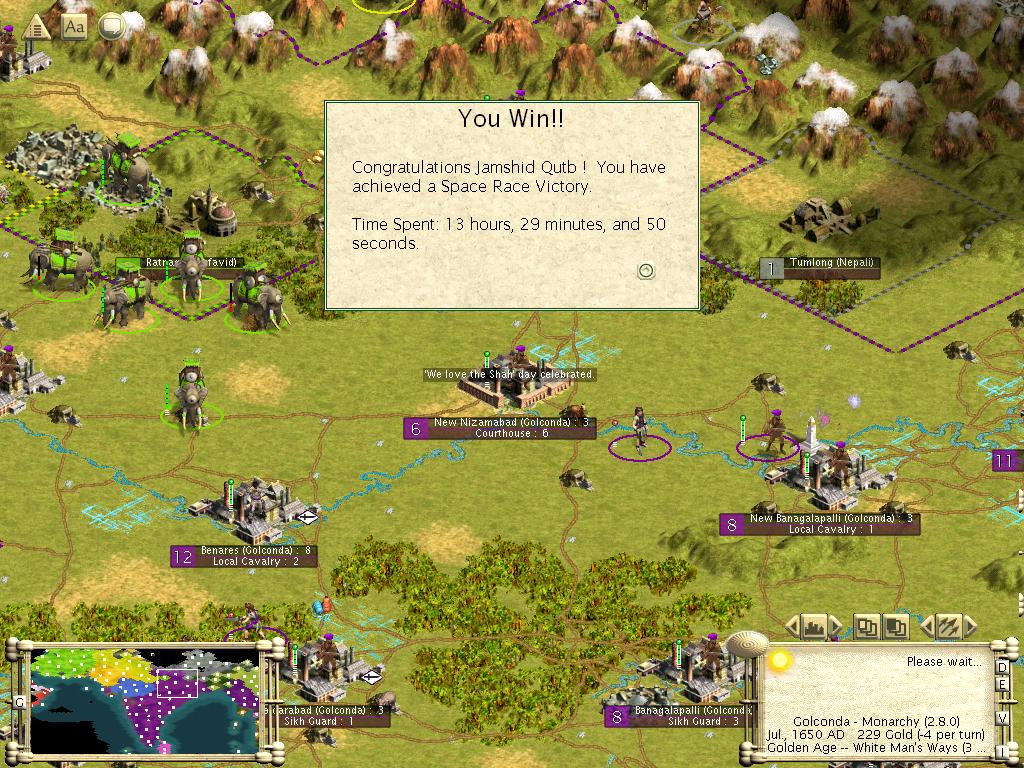 Aa
You Win!!
Congratulations Jamshid Qutb ! You have
achieved a Space Race Victory.
Time Spent: 13 hours, 29 minutes, and 50
seconds.
1 Tumlong (Nepali)
'We love the Shah' day celebrated.
6 New Nizamabad (Golconda) : 3
Courthouse : 6
11
8 New Banagalapalli (Golconda) : 3
Local Cavalry : 1
12 Benares (Golconda) : 8
Local Cavalry : 2
(Golconda) : 3
Sikh Guard : 1
8 Banagalapalli (Golconda
Sikh Guard : 3
G
Please wait...
D
E
V
I
Golconda - Monarchy (2.8.0)
Jul., 1650 AD 229 Gold (-4 per turn)
Golden Age -- White Man's Ways (3 ...